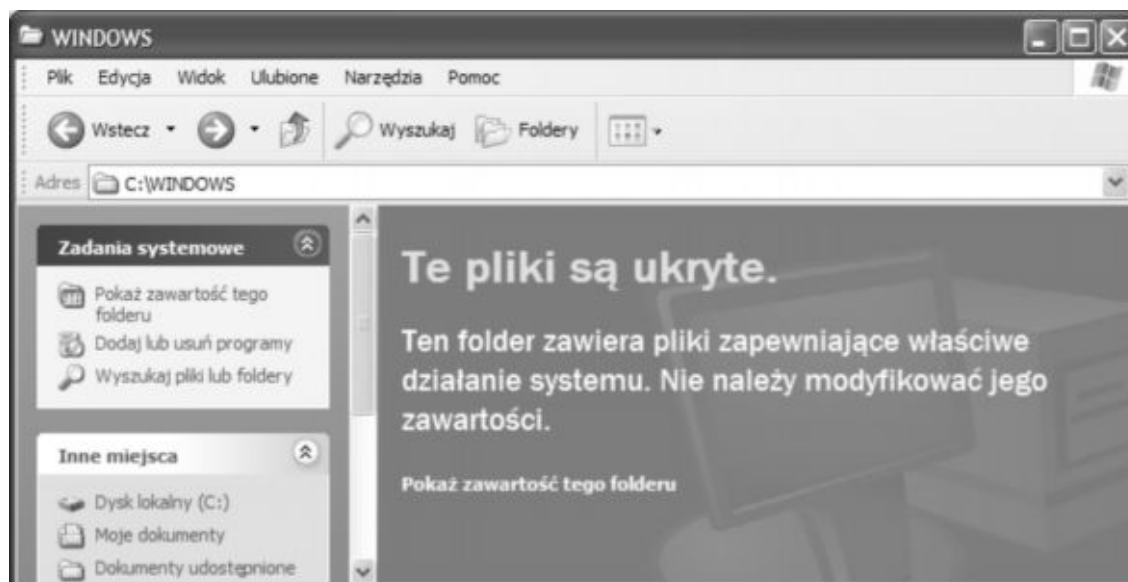 WINDOWS
Plik Edycja Widok Ulubione Narzędzia Pomoc
Wstecz Wyszukaj Foldery
Adres C:\WINDOWS
Zadania systemowe
Pokaż zawartość tego
folderu
Dodaj lub usuń programy
Wyszukaj pliki lub foldery
Inne miejsca
Dysk lokalny (C:)
Moje dokumenty
Dokumenty udostępnione
Te pliki są ukryte.
Ten folder zawiera pliki zapewniające właściwe
działanie systemu. Nie należy modyfikować jego
zawartości.
Pokaż zawartość tego folderu